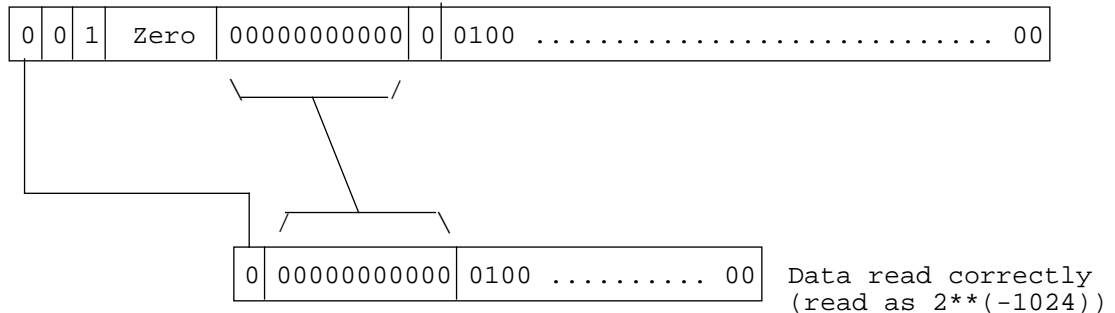 0 0 1 Zero 00000000000 0 0100 .............................. 00
0 00000000000 0100 .......... 00 Data read correctly
(read as 2**(-1024))